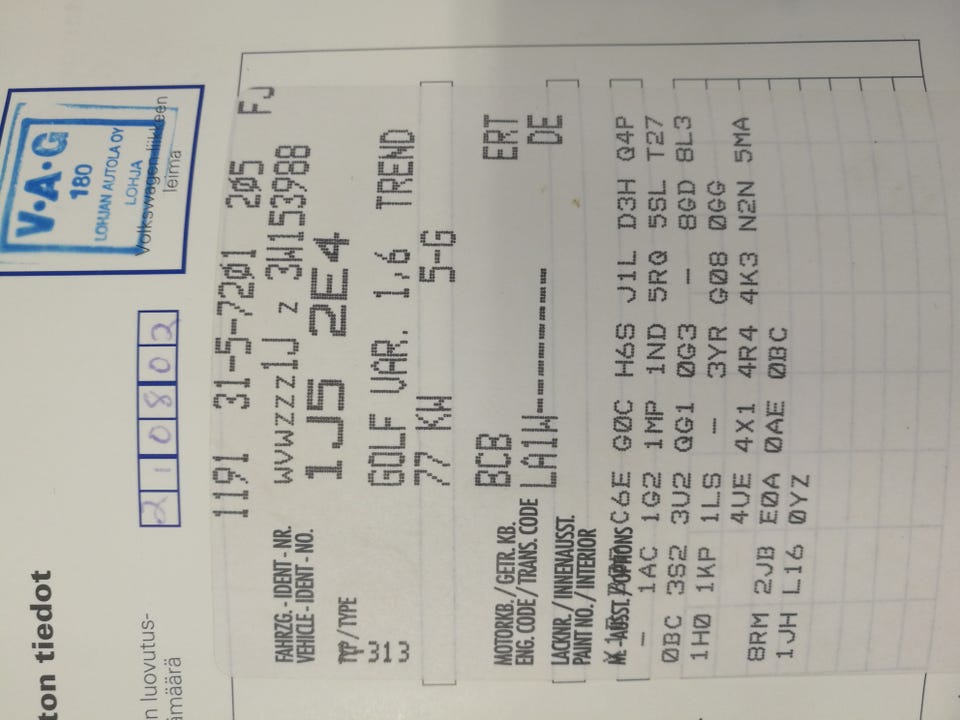 ton tiedot
n luovutus-
ämäärä
210802
V·A·G
180
LOHJAN AUTOLA OY
LOHJA
Volkswagen-liikkeen
leima
1191 31-5-7201 205 FJ
FAHRZG.-IDENT-NR.
VEHICLE-IDENT-NO.
WVWZZZ1J Z 3W153988
1J5 2E4
TYP/TYPE
313
GOLF VAR. 1,6 TREND
77 KW 5-G
MOTORKB./GETR. KB.
ENG. CODE/TRANS. CODE
BCB ERT
LACKNR./INNENAUSST.
PAINT NO./INTERIOR
LA1W---------- DE
M.-AUSST./OPTIONS
C6E G0C H6S J1L D3H Q4P
- 1AC 1G2 1MP 1ND 5RQ 5SL T27
0BC 3S2 3U2 QG1 0G3 - 8GD 8L3
1H0 1KP 1LS - 3YR G08 0GG
4UE 4X1 4R4 4K3 N2N 5MA
8RM 2JB E0A 0AE 0BC
1JH L16 0YZ